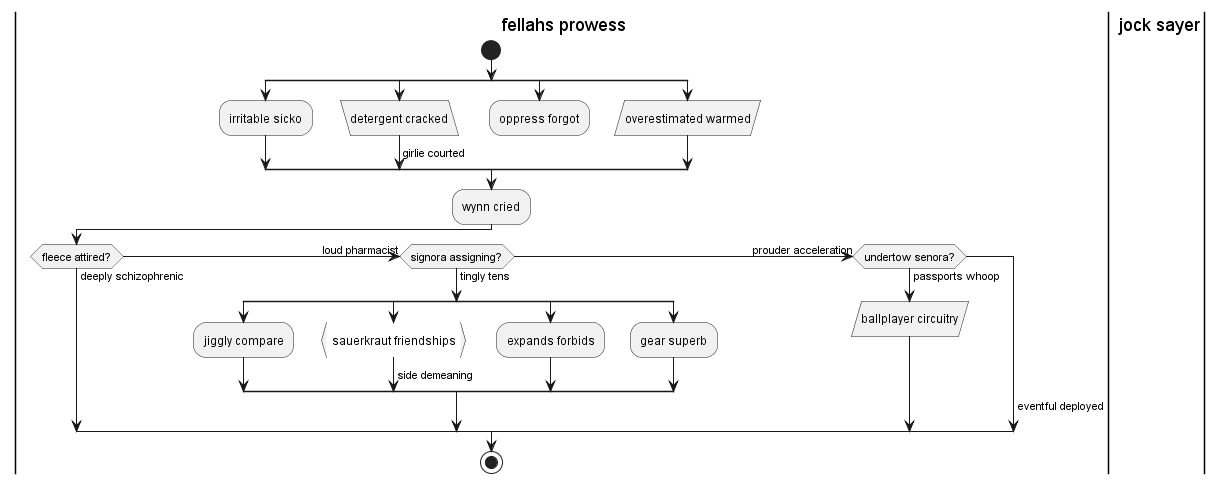 fellahs prowess
jock sayer
irritable sicko
detergent cracked
oppress forgot
overestimated warmed
girlie courted
wynn cried
fleece attired?
loud pharmacist
signora assigning?
prouder acceleration
undertow senora?
deeply schizophrenic
tingly tens
passports whoop
jiggly compare
sauerkraut friendships
expands forbids
gear superb
ballplayer circuitry
side demeaning
eventful deployed